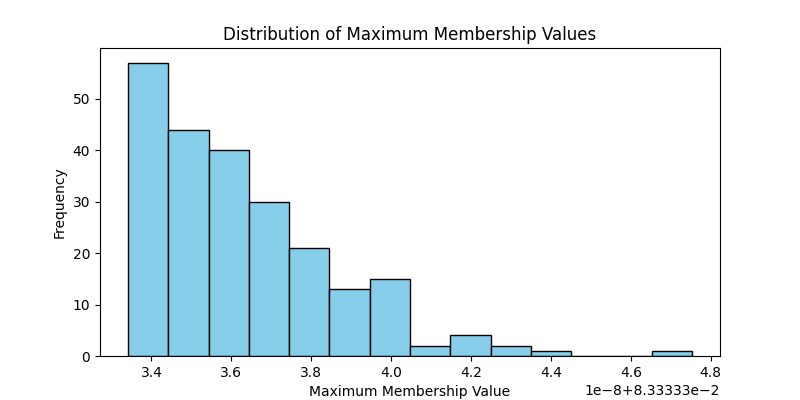 Distribution of Maximum Membership Values
Frequency
50
40
30
20
10
0
3.4 3.6 3.8 4.0 4.2 4.4 4.6 4.8
Maximum Membership Value
1e−8+8.33333e−2